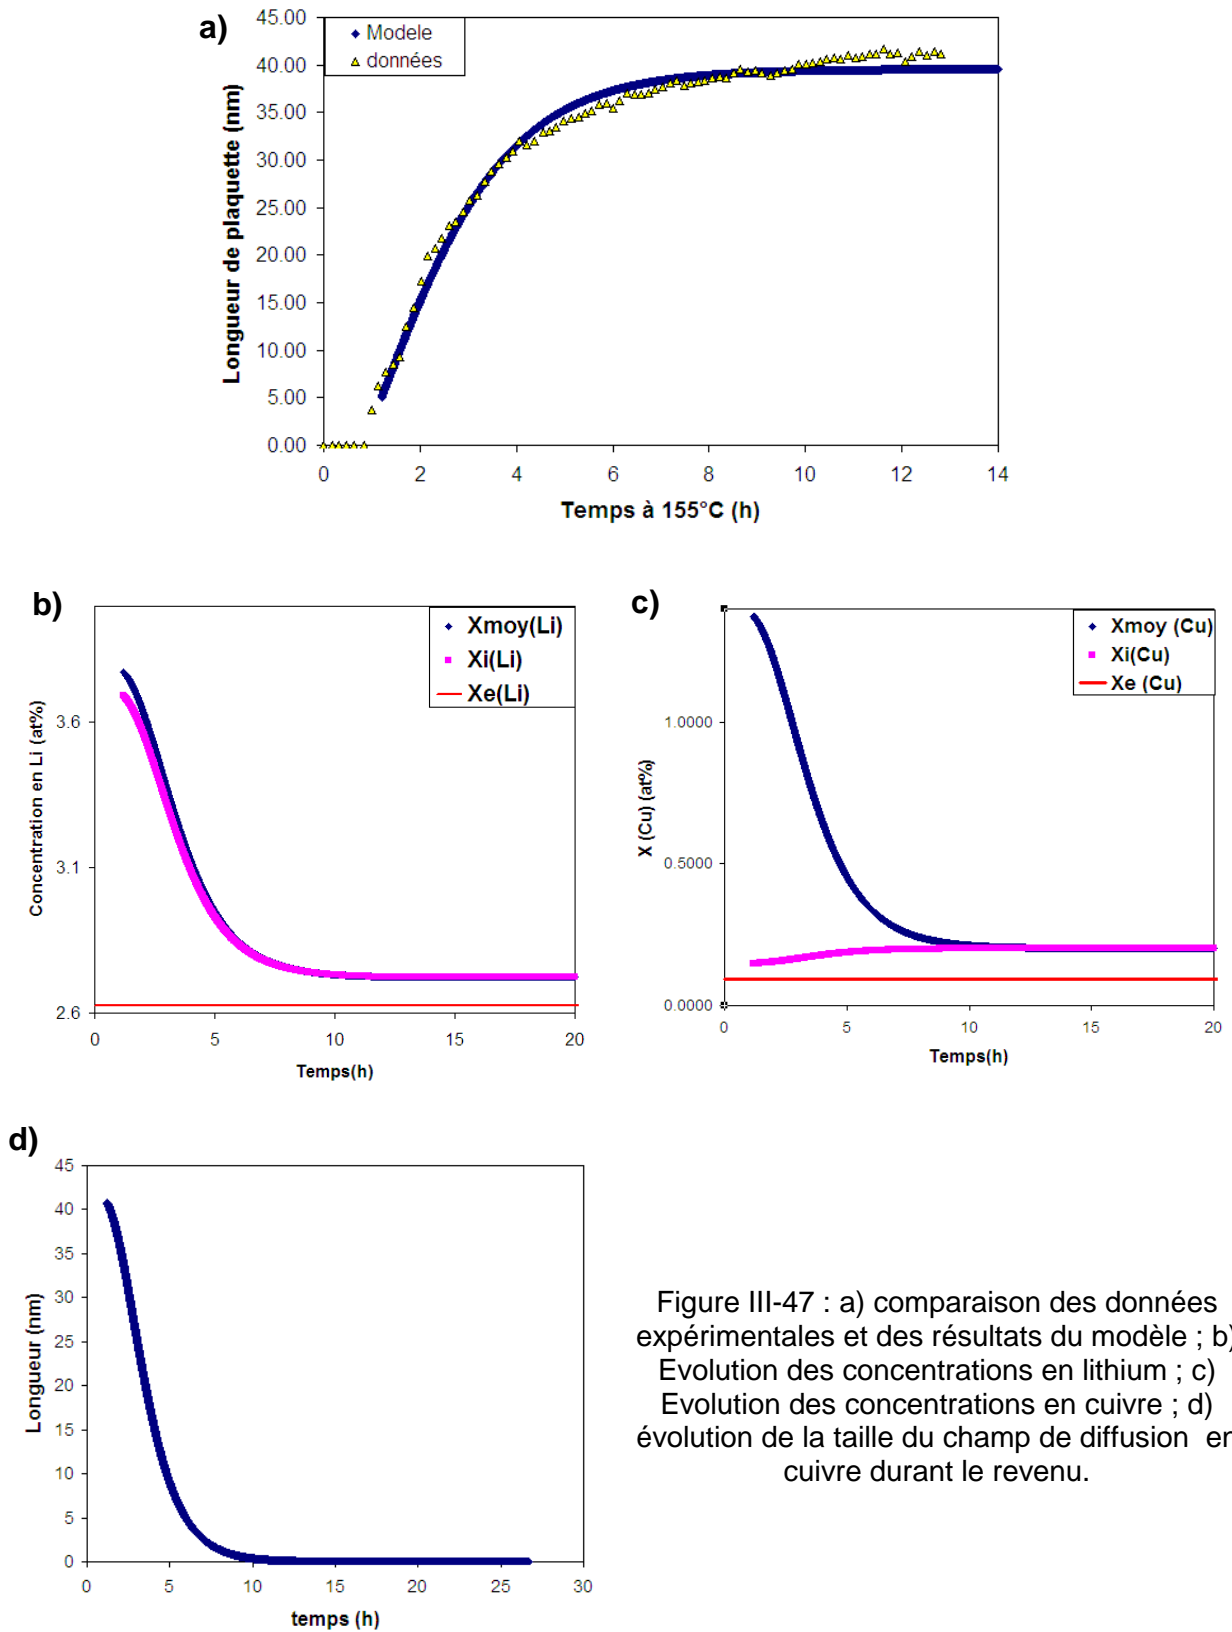 a)
45.00
40.00
35.00
30.00
25.00
20.00
15.00
10.00
5.00
0.00
Longueur de plaquette (nm)
Modele
données
0 2 4 6 8 10 12 14
Temps à 155°C (h)
b)
3.6
3.1
2.6
Concentration en Li (at%)
Xmoy(Li)
Xi(Li)
Xe(Li)
0 5 10 15 20
Temps(h)
c)
1.0000
0.5000
0.0000
X (Cu) (at%)
Xmoy (Cu)
Xi(Cu)
Xe (Cu)
0 5 10 15 20
Temps(h)
d)
45
40
35
30
25
20
15
10
5
0
Longueur (nm)
0 5 10 15 20 25 30
temps (h)
Figure III-47 : a) comparaison des données
expérimentales et des résultats du modèle ; b)
Evolution des concentrations en lithium ; c)
Evolution des concentrations en cuivre ; d)
évolution de la taille du champ de diffusion en
cuivre durant le revenu.